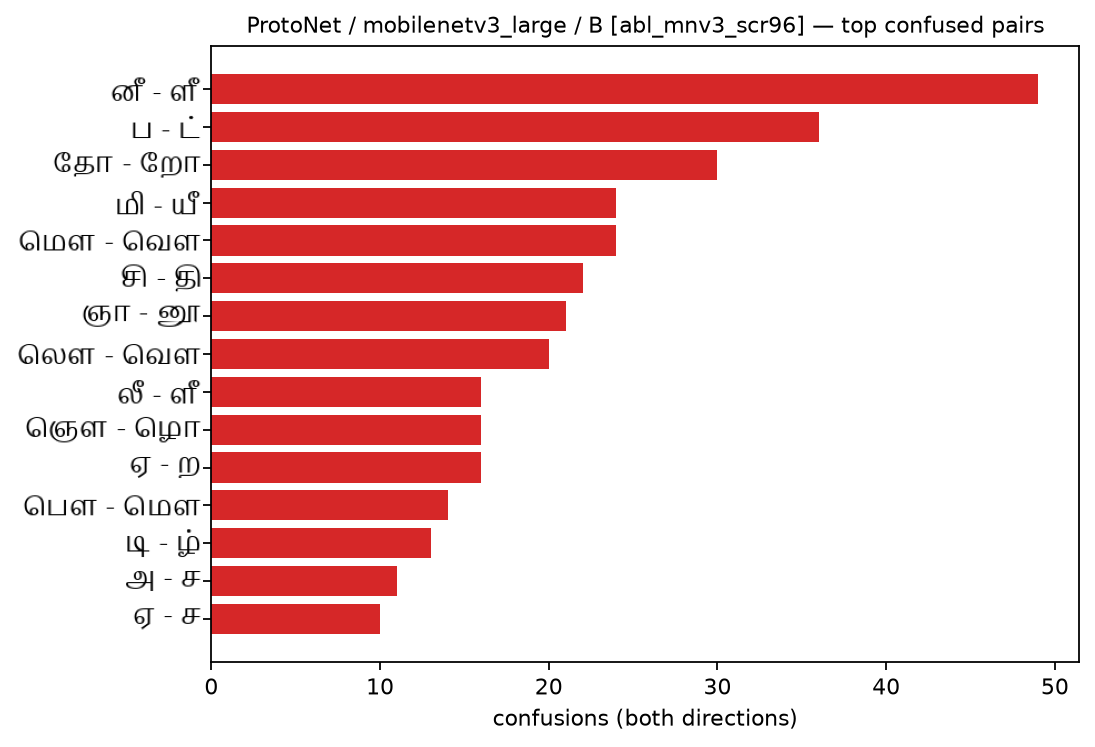 ProtoNet / mobilenetv3_large / B [abl_mnv3_scr96] — top confused pairs
னீ - ளீ
ப - ட்
தோ - றோ
மி - யீ
மௌ - வௌ
சி - தி
ஞா - னூ
லௌ - வௌ
லீ - ளீ
ஞௌ - ழொ
ஏ - ற
பௌ - மௌ
டி - ழ்
அ - ச
ஏ - ச
0 10 20 30 40 50
confusions (both directions)